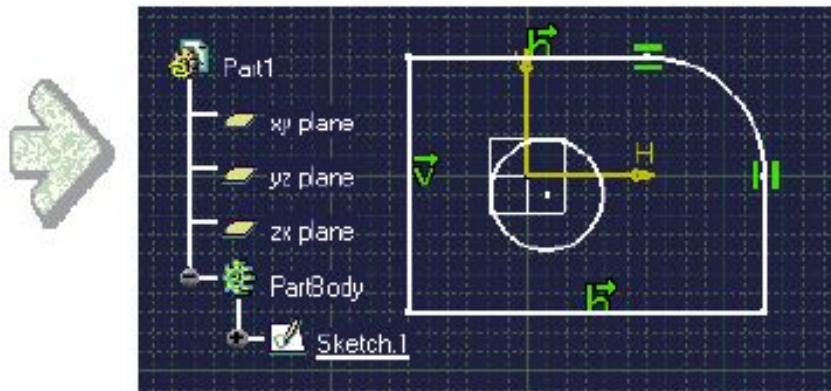 Part1
xy plane
yz plane
zx plane
PartBody
Sketch.1
h
V
H
h